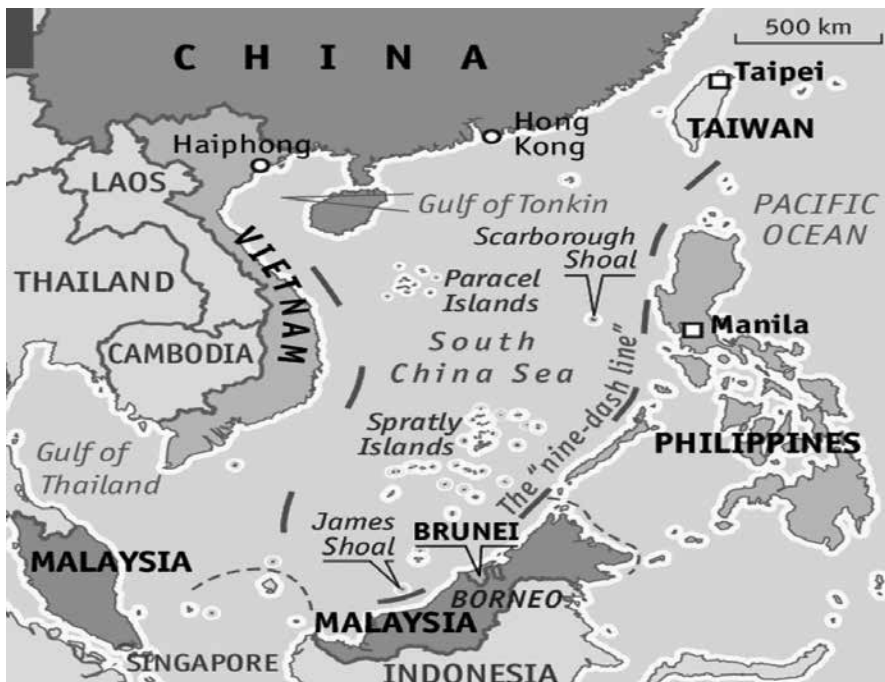 500 km
C H I N A
Taipei
TAIWAN
Hong
Kong
Haiphong
LAOS
Gulf of Tonkin
PACIFIC
OCEAN
Scarborough
Shoal
VIETNAM
THAILAND
Paracel
Islands
Manila
CAMBODIA
South
China Sea
The "nine-dash line"
Spratly
Islands
PHILIPPINES
Gulf of
Thailand
James
Shoal
BRUNEI
MALAYSIA
BORNEO
MALAYSIA
SINGAPORE
INDONESIA